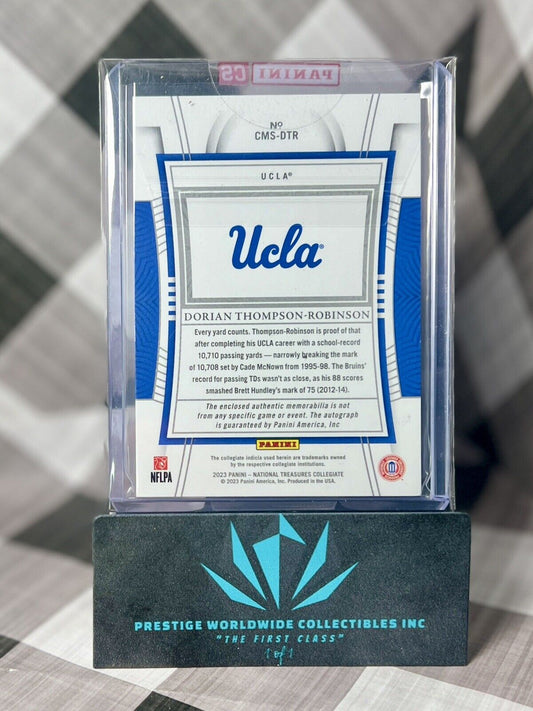 PANINI CS
Nº
CMS-DTR
UCLA®
Ucla®
DORIAN THOMPSON-ROBINSON
Every yard counts. Thompson-Robinson is proof of that
after completing his UCLA career with a school-record
10,710 passing yards — narrowly breaking the mark
of 10,708 set by Cade McNown from 1995-98. The Bruins'
record for passing TDs wasn't as close, as his 88 scores
smashed Brett Hundley's mark of 75 (2012-14).
The enclosed authentic memorabilia is not
from any specific game or event. The autograph
is guaranteed by Panini America, Inc
PANINI
NFLPA
The collegiate indicia used herein are trademarks owned
by the respective collegiate institutions.
2023 PANINI – NATIONAL TREASURES COLLEGIATE
© 2023 Panini America, Inc. Produced in the USA.
PRESTIGE WORLDWIDE COLLECTIBLES INC
"THE FIRST CLASS"
1 of 1